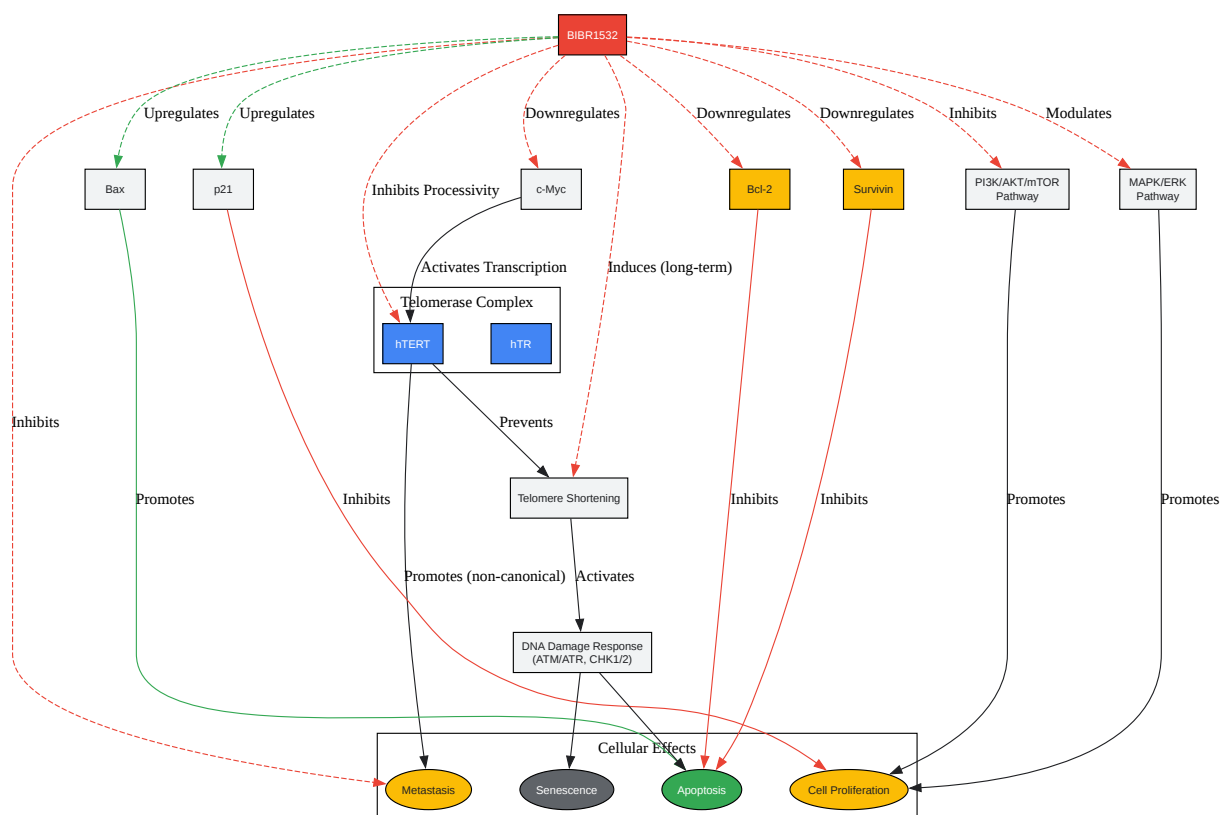 BIBR1532
Upregulates
Upregulates
Downregulates
Downregulates
Downregulates
Inhibits
Modulates
Bax
p21
Inhibits Processivity
c-Myc
Bcl-2
Survivin
PI3K/AKT/mTOR
Pathway
MAPK/ERK
Pathway
Activates Transcription
Induces (long-term)
Telomerase Complex
hTERT
hTR
Inhibits
Prevents
Promotes
Inhibits
Telomere Shortening
Inhibits
Inhibits
Promotes
Promotes
Promotes (non-canonical)
Activates
DNA Damage Response
(ATM/ATR, CHK1/2)
Cellular Effects
Metastasis
Senescence
Apoptosis
Cell Proliferation